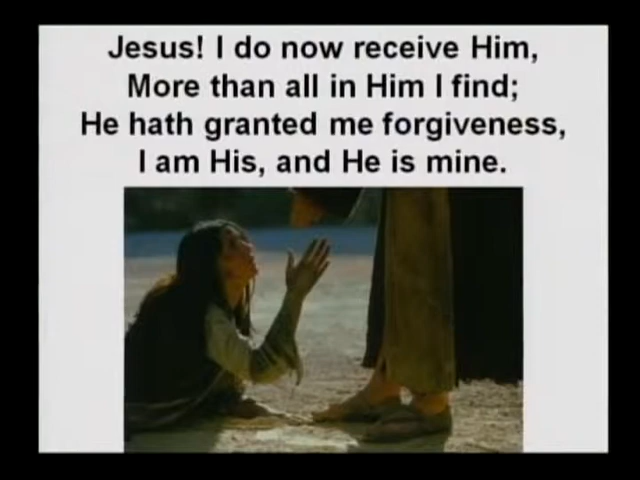 Jesus! I do now receive Him,
More than all in Him I find;
He hath granted me forgiveness,
I am His, and He is mine.